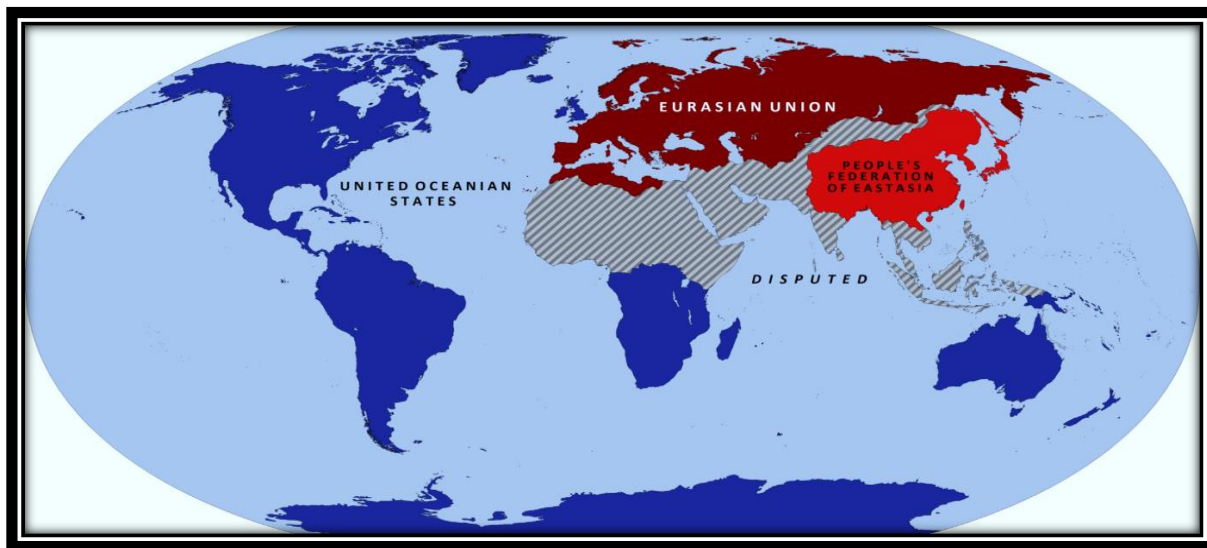 EURASIAN UNION
PEOPLE'S
FEDERATION
OF EASTASIA
UNITED OCEANIAN
STATES
DISPUTED